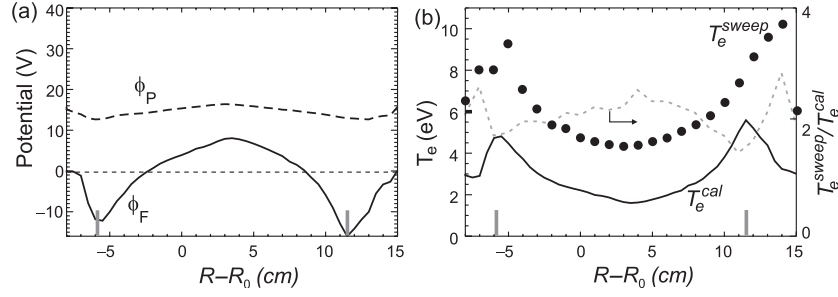 (a)
40
30
20
10
0
−10
Potential (V)
ϕP
ϕF
−5 0 5 10 15
R−R0 (cm)
(b)
10
8
6
4
2
0
Te (eV)
Te^sweep
Te^cal
4
2
0
Te^sweep/Te^cal
−5 0 5 10 15
R−R0 (cm)